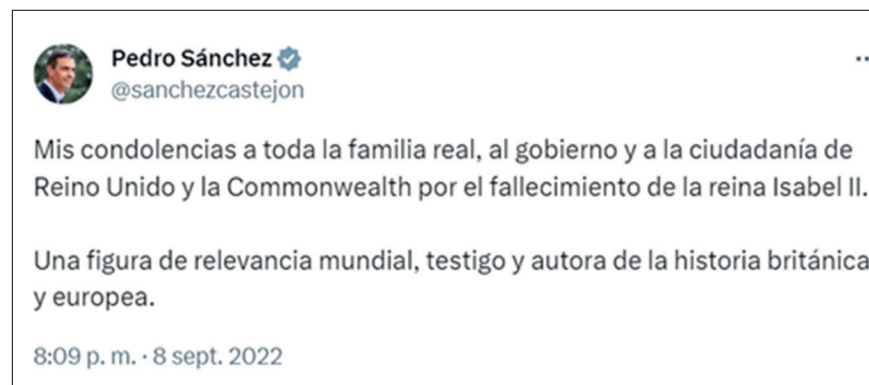 Pedro Sánchez
@sanchezcastejon
Mis condolencias a toda la familia real, al gobierno y a la ciudadanía de
Reino Unido y la Commonwealth por el fallecimiento de la reina Isabel II.
Una figura de relevancia mundial, testigo y autora de la historia británica
y europea.
8:09 p. m. · 8 sept. 2022